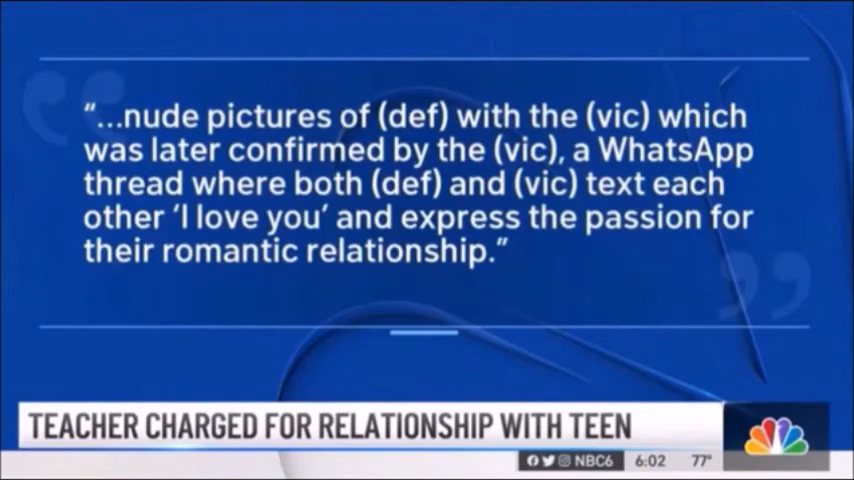 “...nude pictures of (def) with the (vic) which
was later confirmed by the (vic), a WhatsApp
thread where both (def) and (vic) text each
other ‘I love you’ and express the passion for
their romantic relationship.”
TEACHER CHARGED FOR RELATIONSHIP WITH TEEN
NBC6 6:02 77°